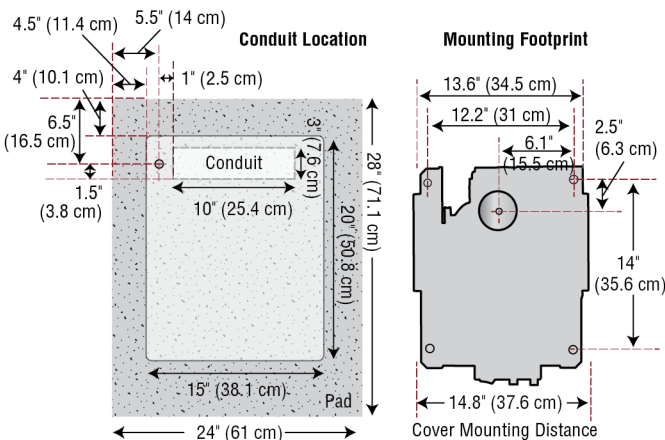 5.5" (14 cm)
4.5" (11.4 cm)
Conduit Location
4" (10.1 cm)
1" (2.5 cm)
6.5"
(16.5 cm)
3"
(7.6 cm)
Conduit
1.5"
(3.8 cm)
10" (25.4 cm)
28" (71.1 cm)
20" (50.8 cm)
15" (38.1 cm)
Pad
24" (61 cm)
Mounting Footprint
13.6" (34.5 cm)
12.2" (31 cm)
6.1"
(15.5 cm)
2.5"
(6.3 cm)
14"
(35.6 cm)
14.8" (37.6 cm)
Cover Mounting Distance